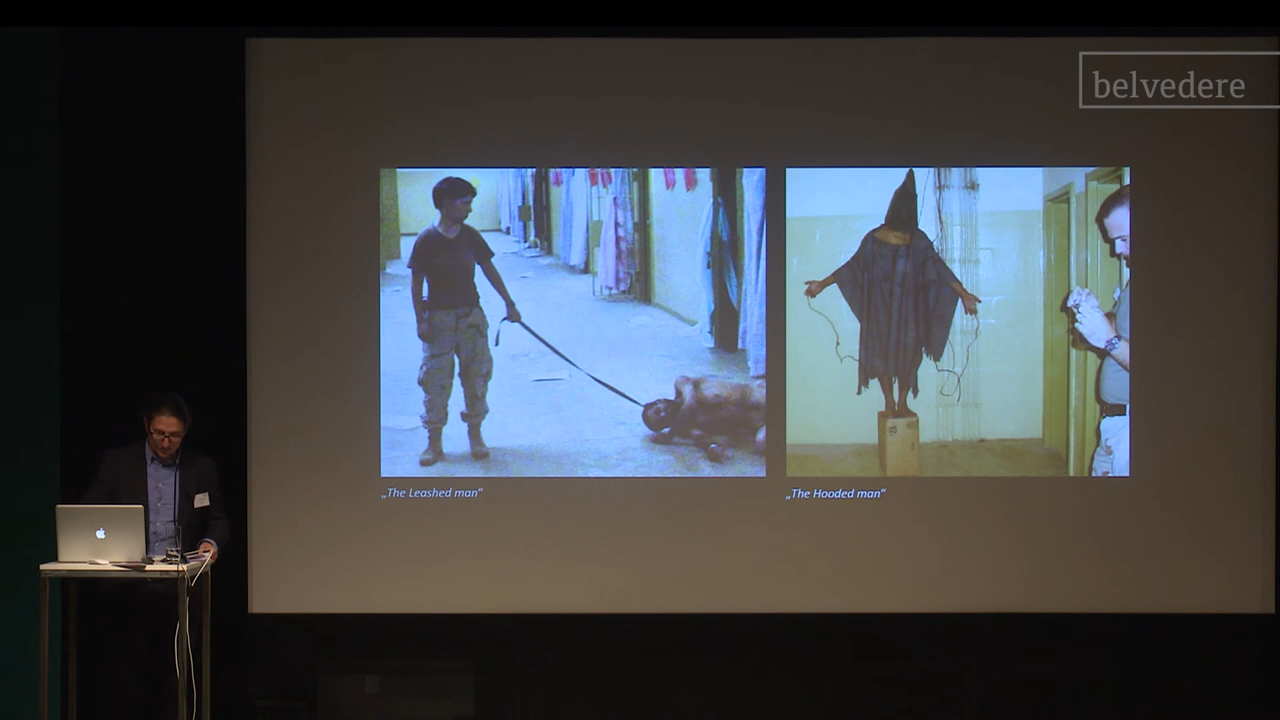 belvedere
„The Leashed man“
„The Hooded man“